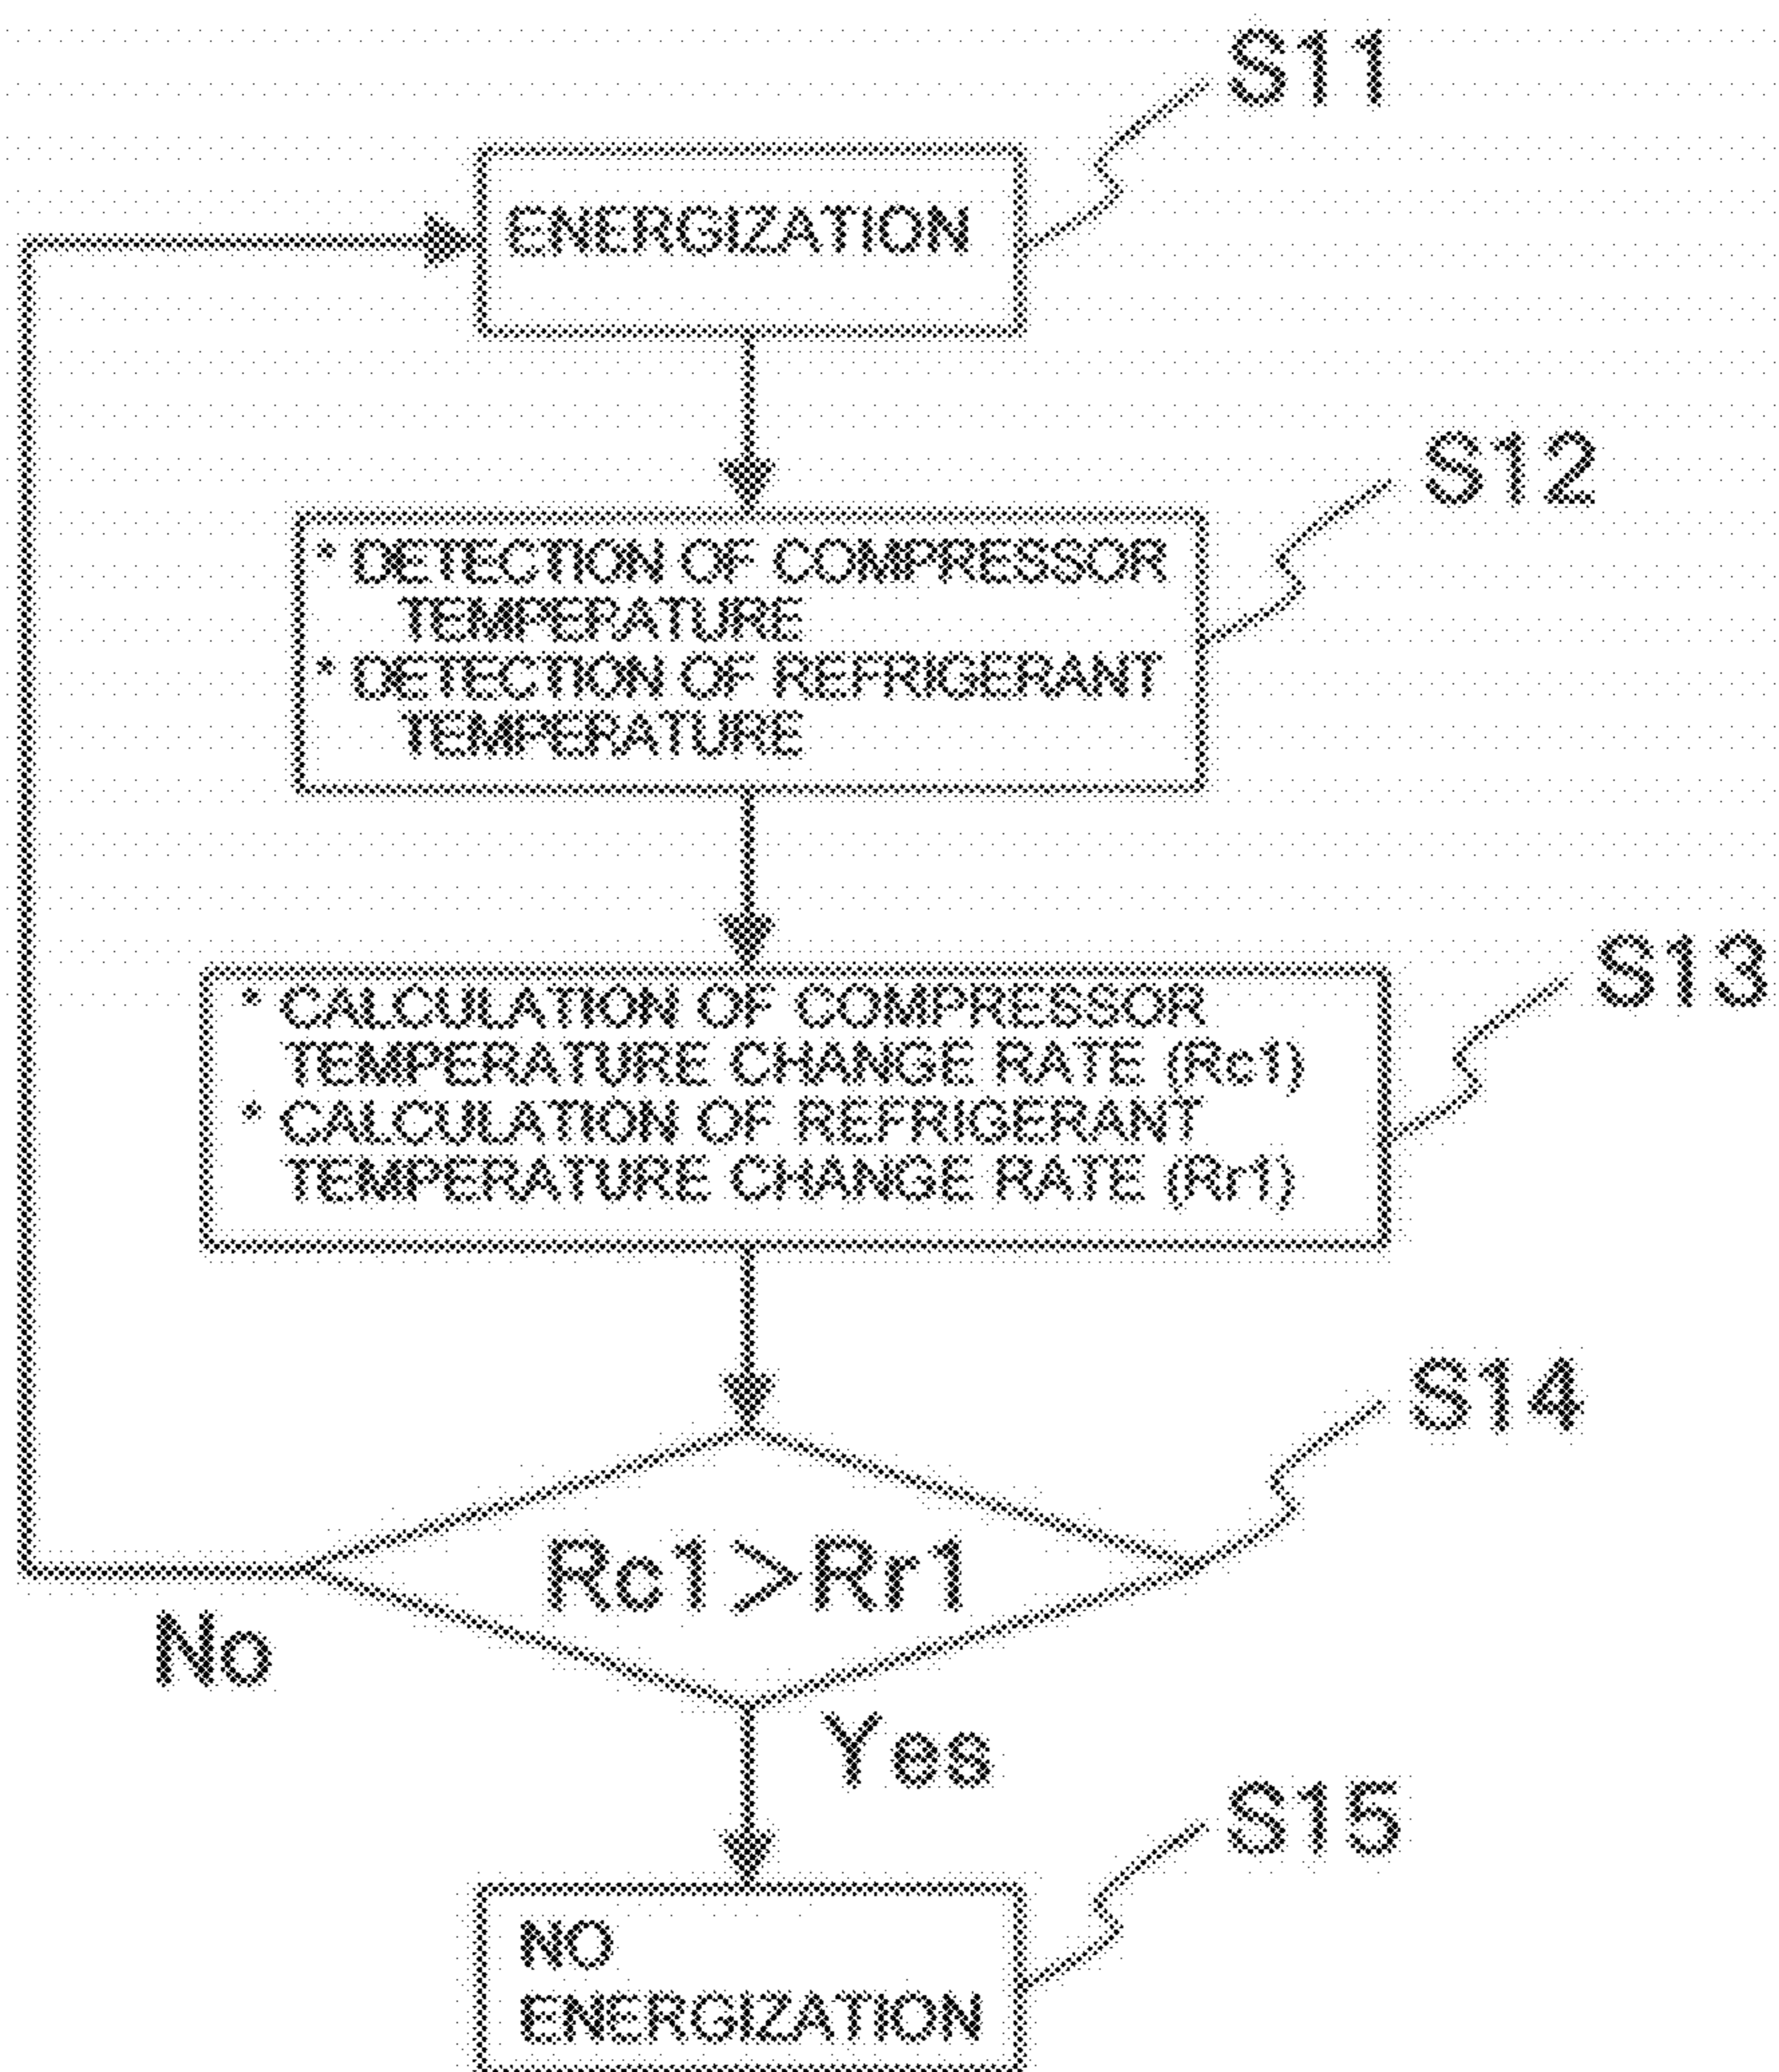 S11
ENERGIZATION
S12
* DETECTION OF COMPRESSOR
TEMPERATURE
* DETECTION OF REFRIGERANT
TEMPERATURE
S13
* CALCULATION OF COMPRESSOR
TEMPERATURE CHANGE RATE (Rc1)
* CALCULATION OF REFRIGERANT
TEMPERATURE CHANGE RATE (Rr1)
S14
Rc1>Rr1
No
Yes
S15
NO
ENERGIZATION